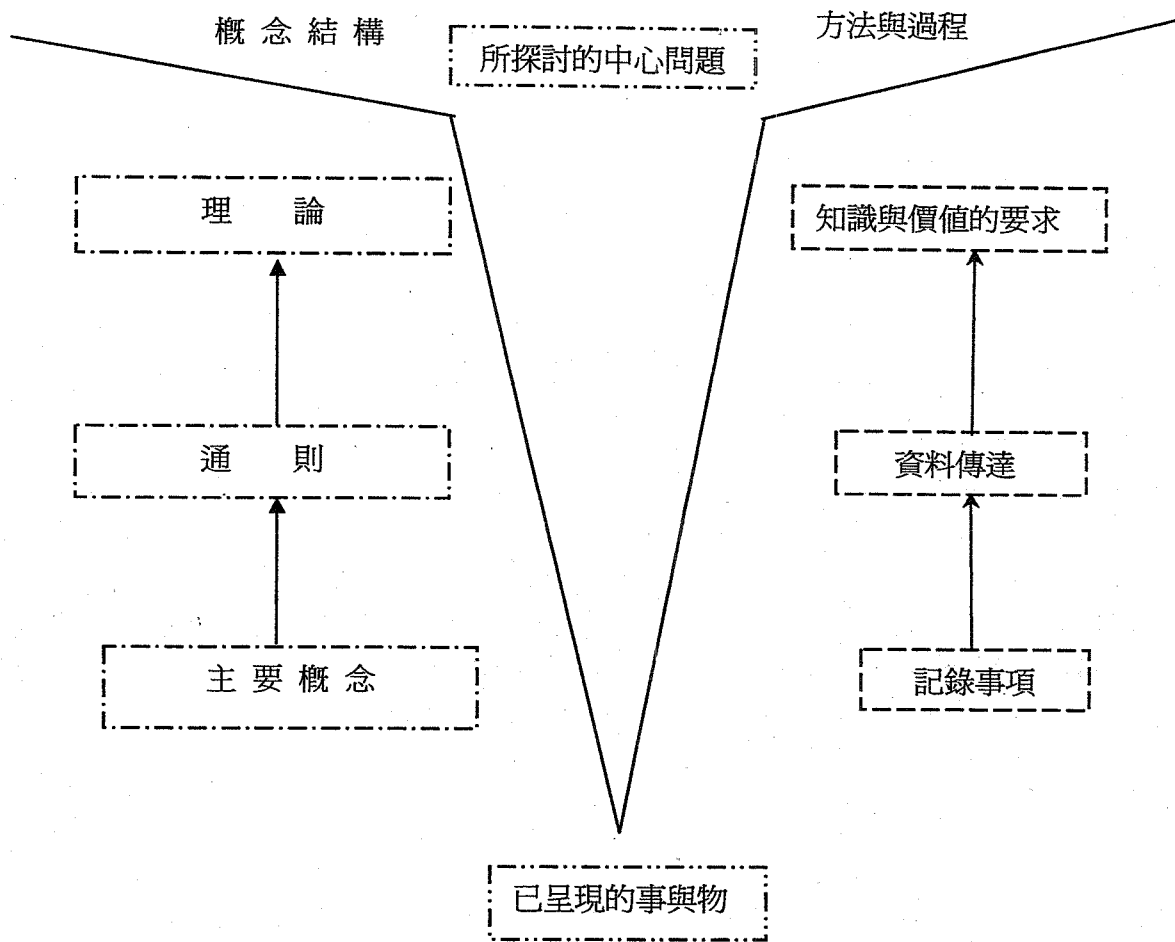 概念結構
所探討的中心問題
方法與過程
理論
知識與價值的要求
通則
資料傳達
主要概念
記錄事項
已呈現的事與物